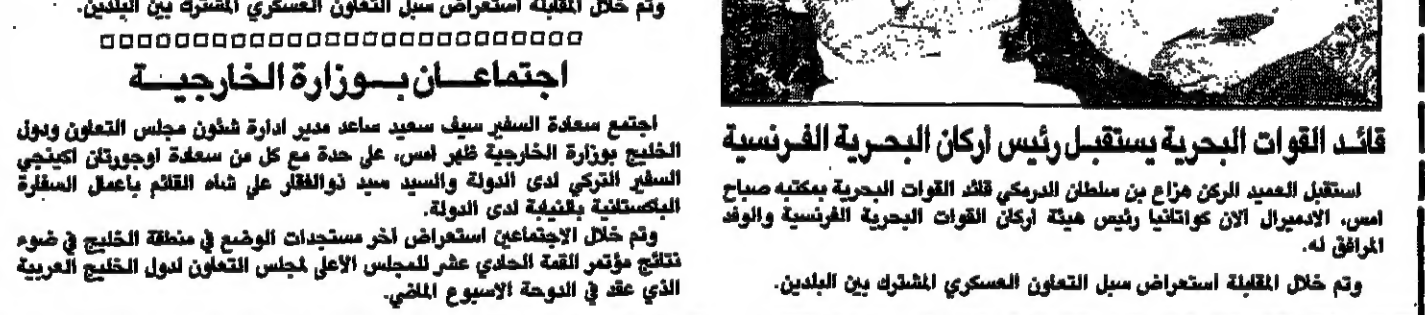 قائد القوات البحرية يستقبل رئيس أركان البحرية الفرنسية
استقبل العميد الركن هزاع بن سلطان الدرمكي قائد القوات البحرية بمكتبه صباح
امس، الادميرال الان كواتانيا رئيس هيئة اركان القوات البحرية الفرنسية والوفد
المرافق له.
وتم خلال المقابلة استعراض سبل التعاون العسكري المشترك بين البلدين.
وتم خلال المقابلة استعراض سبل التعاون العسكري المشترك بين البلدين.
اجتماعان بوزارة الخارجية
اجتمع سعادة السفير سيف سعيد ساعد مدير ادارة شئون مجلس التعاون ودول
الخليج بوزارة الخارجية ظهر امس، على حدة مع كل من سعادة اوجورتان اكينجي
السفير التركي لدى الدولة والسيد سيد ذوالفقار علي شاه القائم باعمال السفارة
الباكستانية بالنيابة لدى الدولة.
وتم خلال الاجتماعين استعراض آخر مستجدات الوضع في منطقة الخليج في ضوء
نتائج مؤتمر القمة الحادي عشر للمجلس الأعلى لمجلس التعاون لدول الخليج العربية
الذي عقد في الدوحة الاسبوع الماضي.